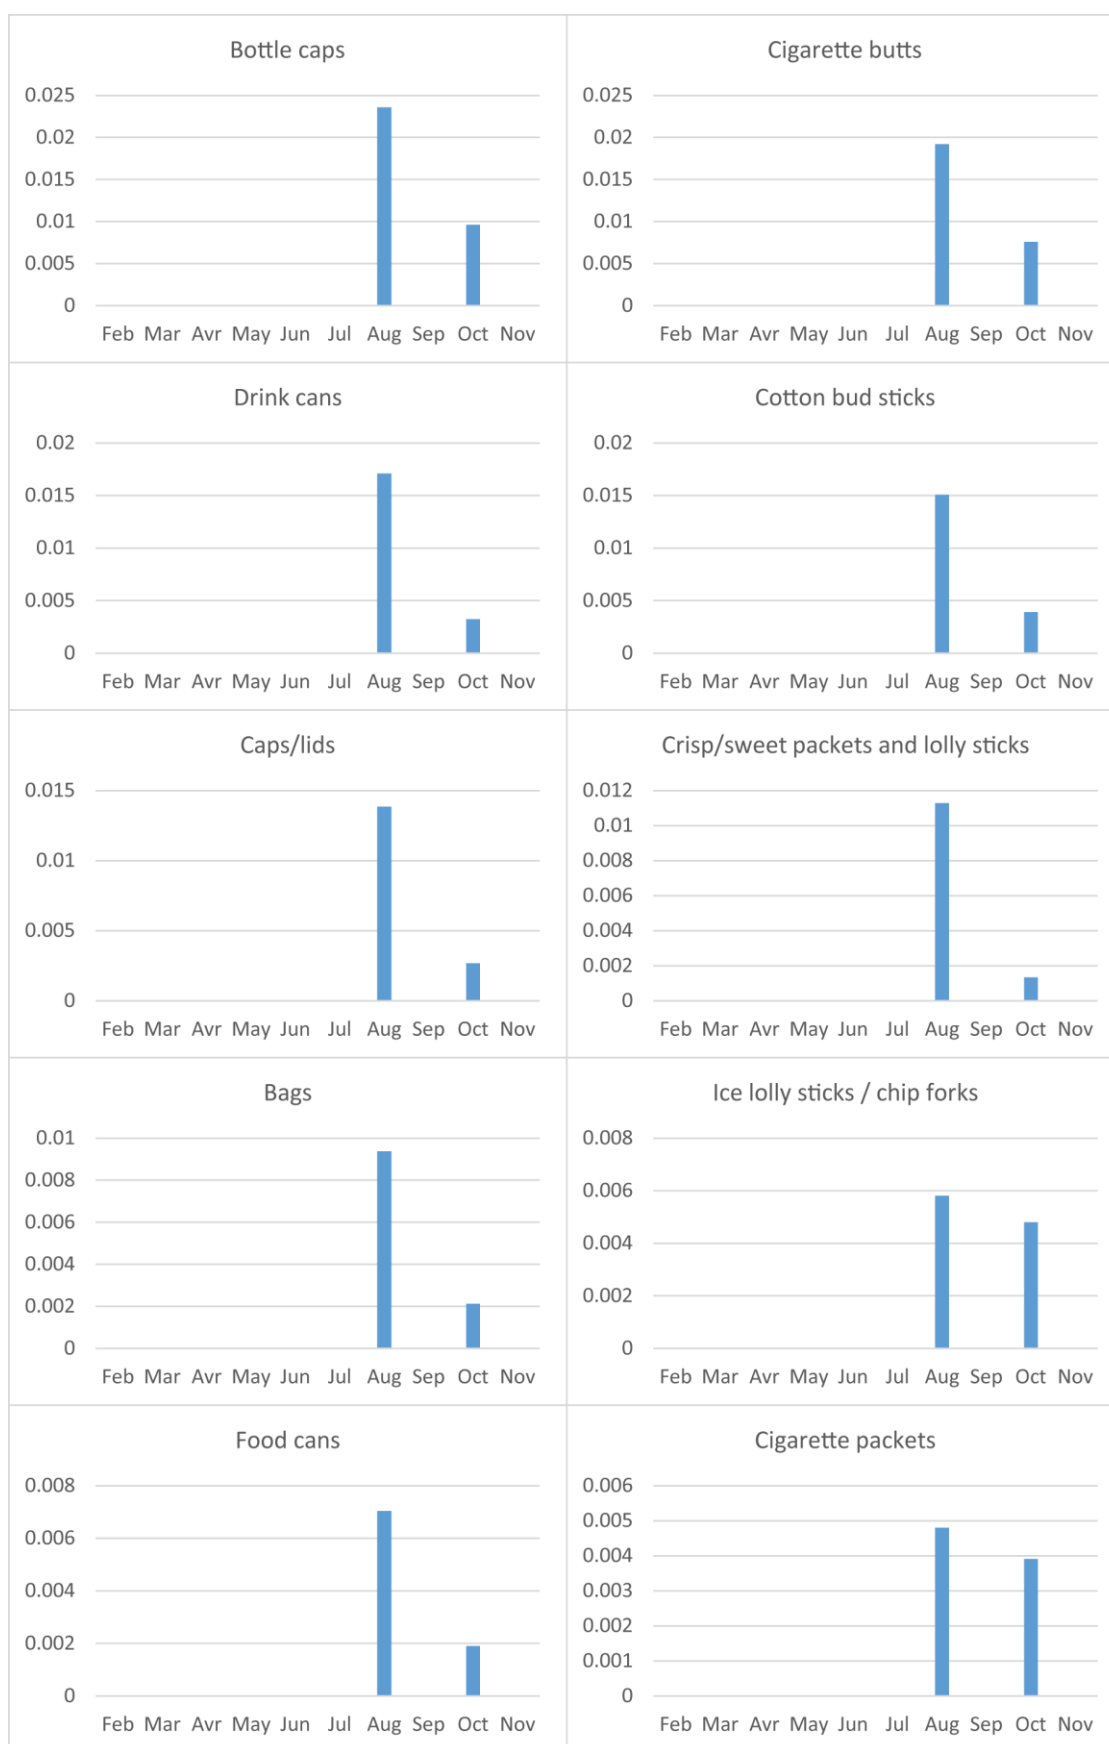 Bottle caps
0.025
0.02
0.015
0.01
0.005
0
Feb Mar Avr May Jun Jul Aug Sep Oct Nov
Cigarette butts
0.025
0.02
0.015
0.01
0.005
0
Feb Mar Avr May Jun Jul Aug Sep Oct Nov
Drink cans
0.02
0.015
0.01
0.005
0
Feb Mar Avr May Jun Jul Aug Sep Oct Nov
Cotton bud sticks
0.02
0.015
0.01
0.005
0
Feb Mar Avr May Jun Jul Aug Sep Oct Nov
Caps/lids
0.015
0.01
0.005
0
Feb Mar Avr May Jun Jul Aug Sep Oct Nov
Crisp/sweet packets and lolly sticks
0.012
0.01
0.008
0.006
0.004
0.002
0
Feb Mar Avr May Jun Jul Aug Sep Oct Nov
Bags
0.01
0.008
0.006
0.004
0.002
0
Feb Mar Avr May Jun Jul Aug Sep Oct Nov
Ice lolly sticks / chip forks
0.008
0.006
0.004
0.002
0
Feb Mar Avr May Jun Jul Aug Sep Oct Nov
Food cans
0.008
0.006
0.004
0.002
0
Feb Mar Avr May Jun Jul Aug Sep Oct Nov
Cigarette packets
0.006
0.005
0.004
0.003
0.002
0.001
0
Feb Mar Avr May Jun Jul Aug Sep Oct Nov